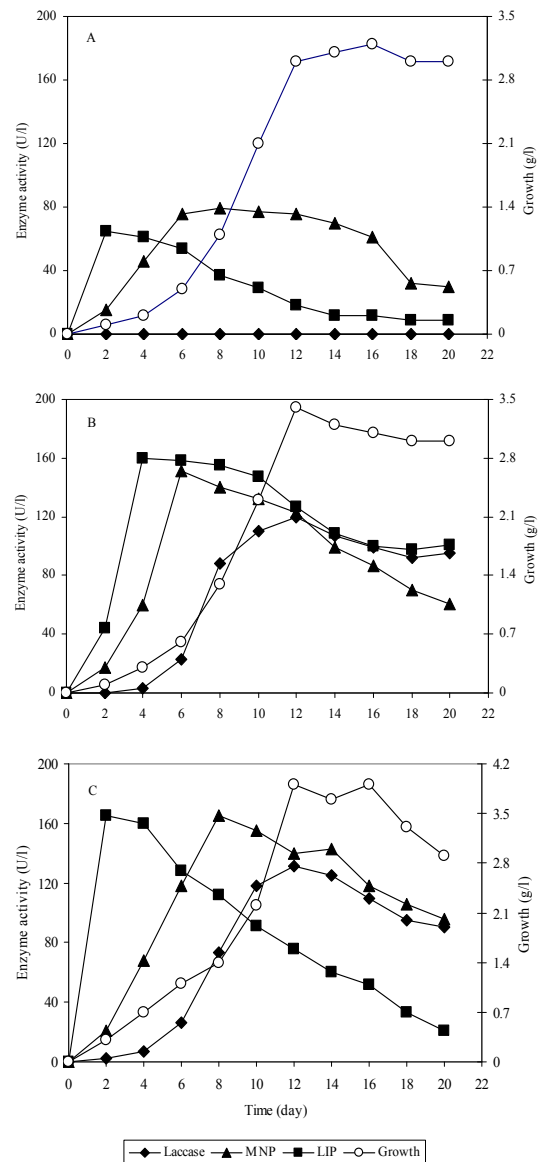 A
200
160
120
80
40
0
Enzyme activity (U/l)
3.5
2.8
2.1
1.4
0.7
0
Growth (g/l)
0 2 4 6 8 10 12 14 16 18 20 22
B
200
160
120
80
40
0
Enzyme activity (U/l)
3.5
2.8
2.1
1.4
0.7
0
Growth (g/l)
0 2 4 6 8 10 12 14 16 18 20 22
C
200
160
120
80
40
0
Enzyme activity (U/l)
4.2
3.5
2.8
2.1
1.4
0.7
0
Growth (g/l)
0 2 4 6 8 10 12 14 16 18 20 22
Time (day)
Laccase MNP LIP Growth